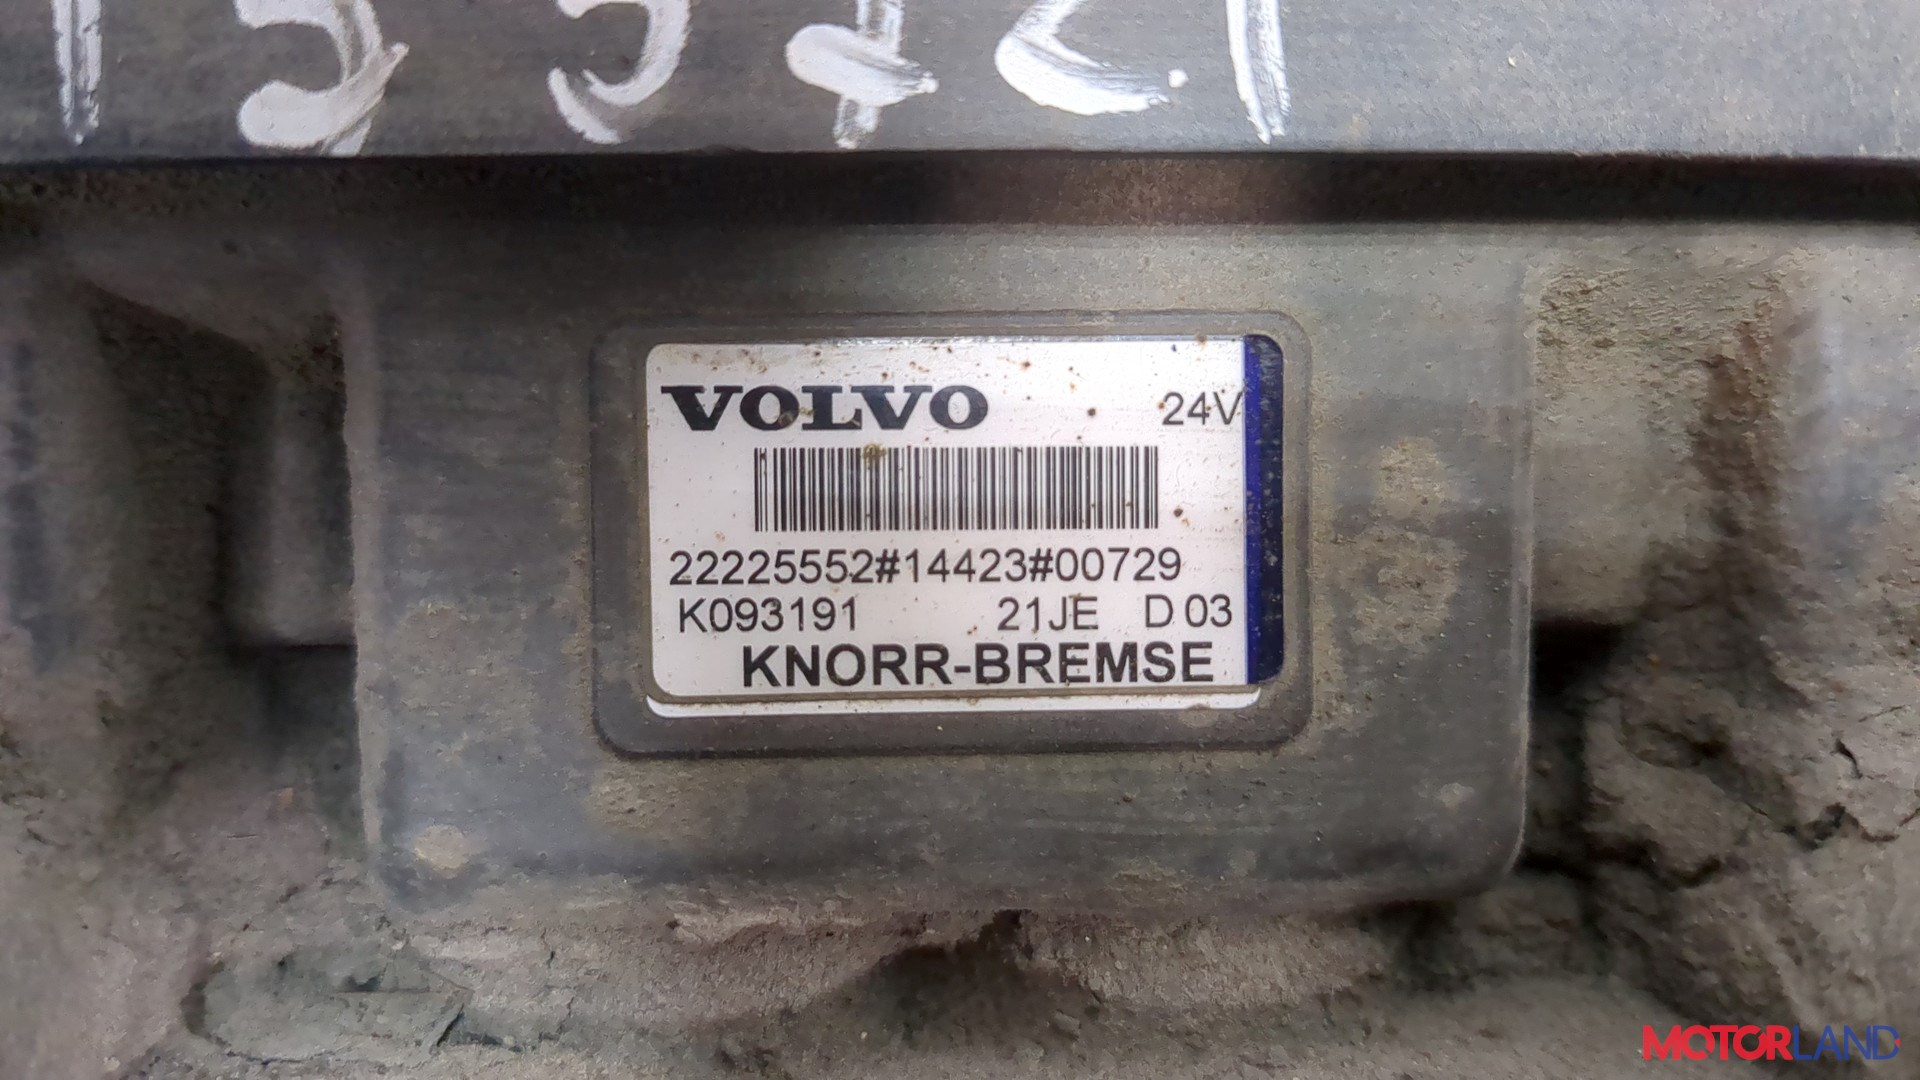 VOLVO 24V
22225552#14423#00729
K093191 21JE D 03
KNORR-BREMSE
MOTORLAND